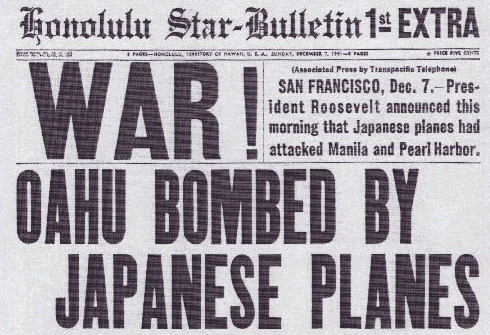 Honolulu Star-Bulletin 1st EXTRA
8 PAGES—HONOLULU, TERRITORY OF HAWAII, U. S. A., SUNDAY, DECEMBER 7, 1941—8 PAGES
★ PRICE FIVE CENTS
WAR!
(Associated Press by Transpacific Telephone)
SAN FRANCISCO, Dec. 7.—Pres-
ident Roosevelt announced this
morning that Japanese planes had
attacked Manila and Pearl Harbor.
OAHU BOMBED BY
JAPANESE PLANES